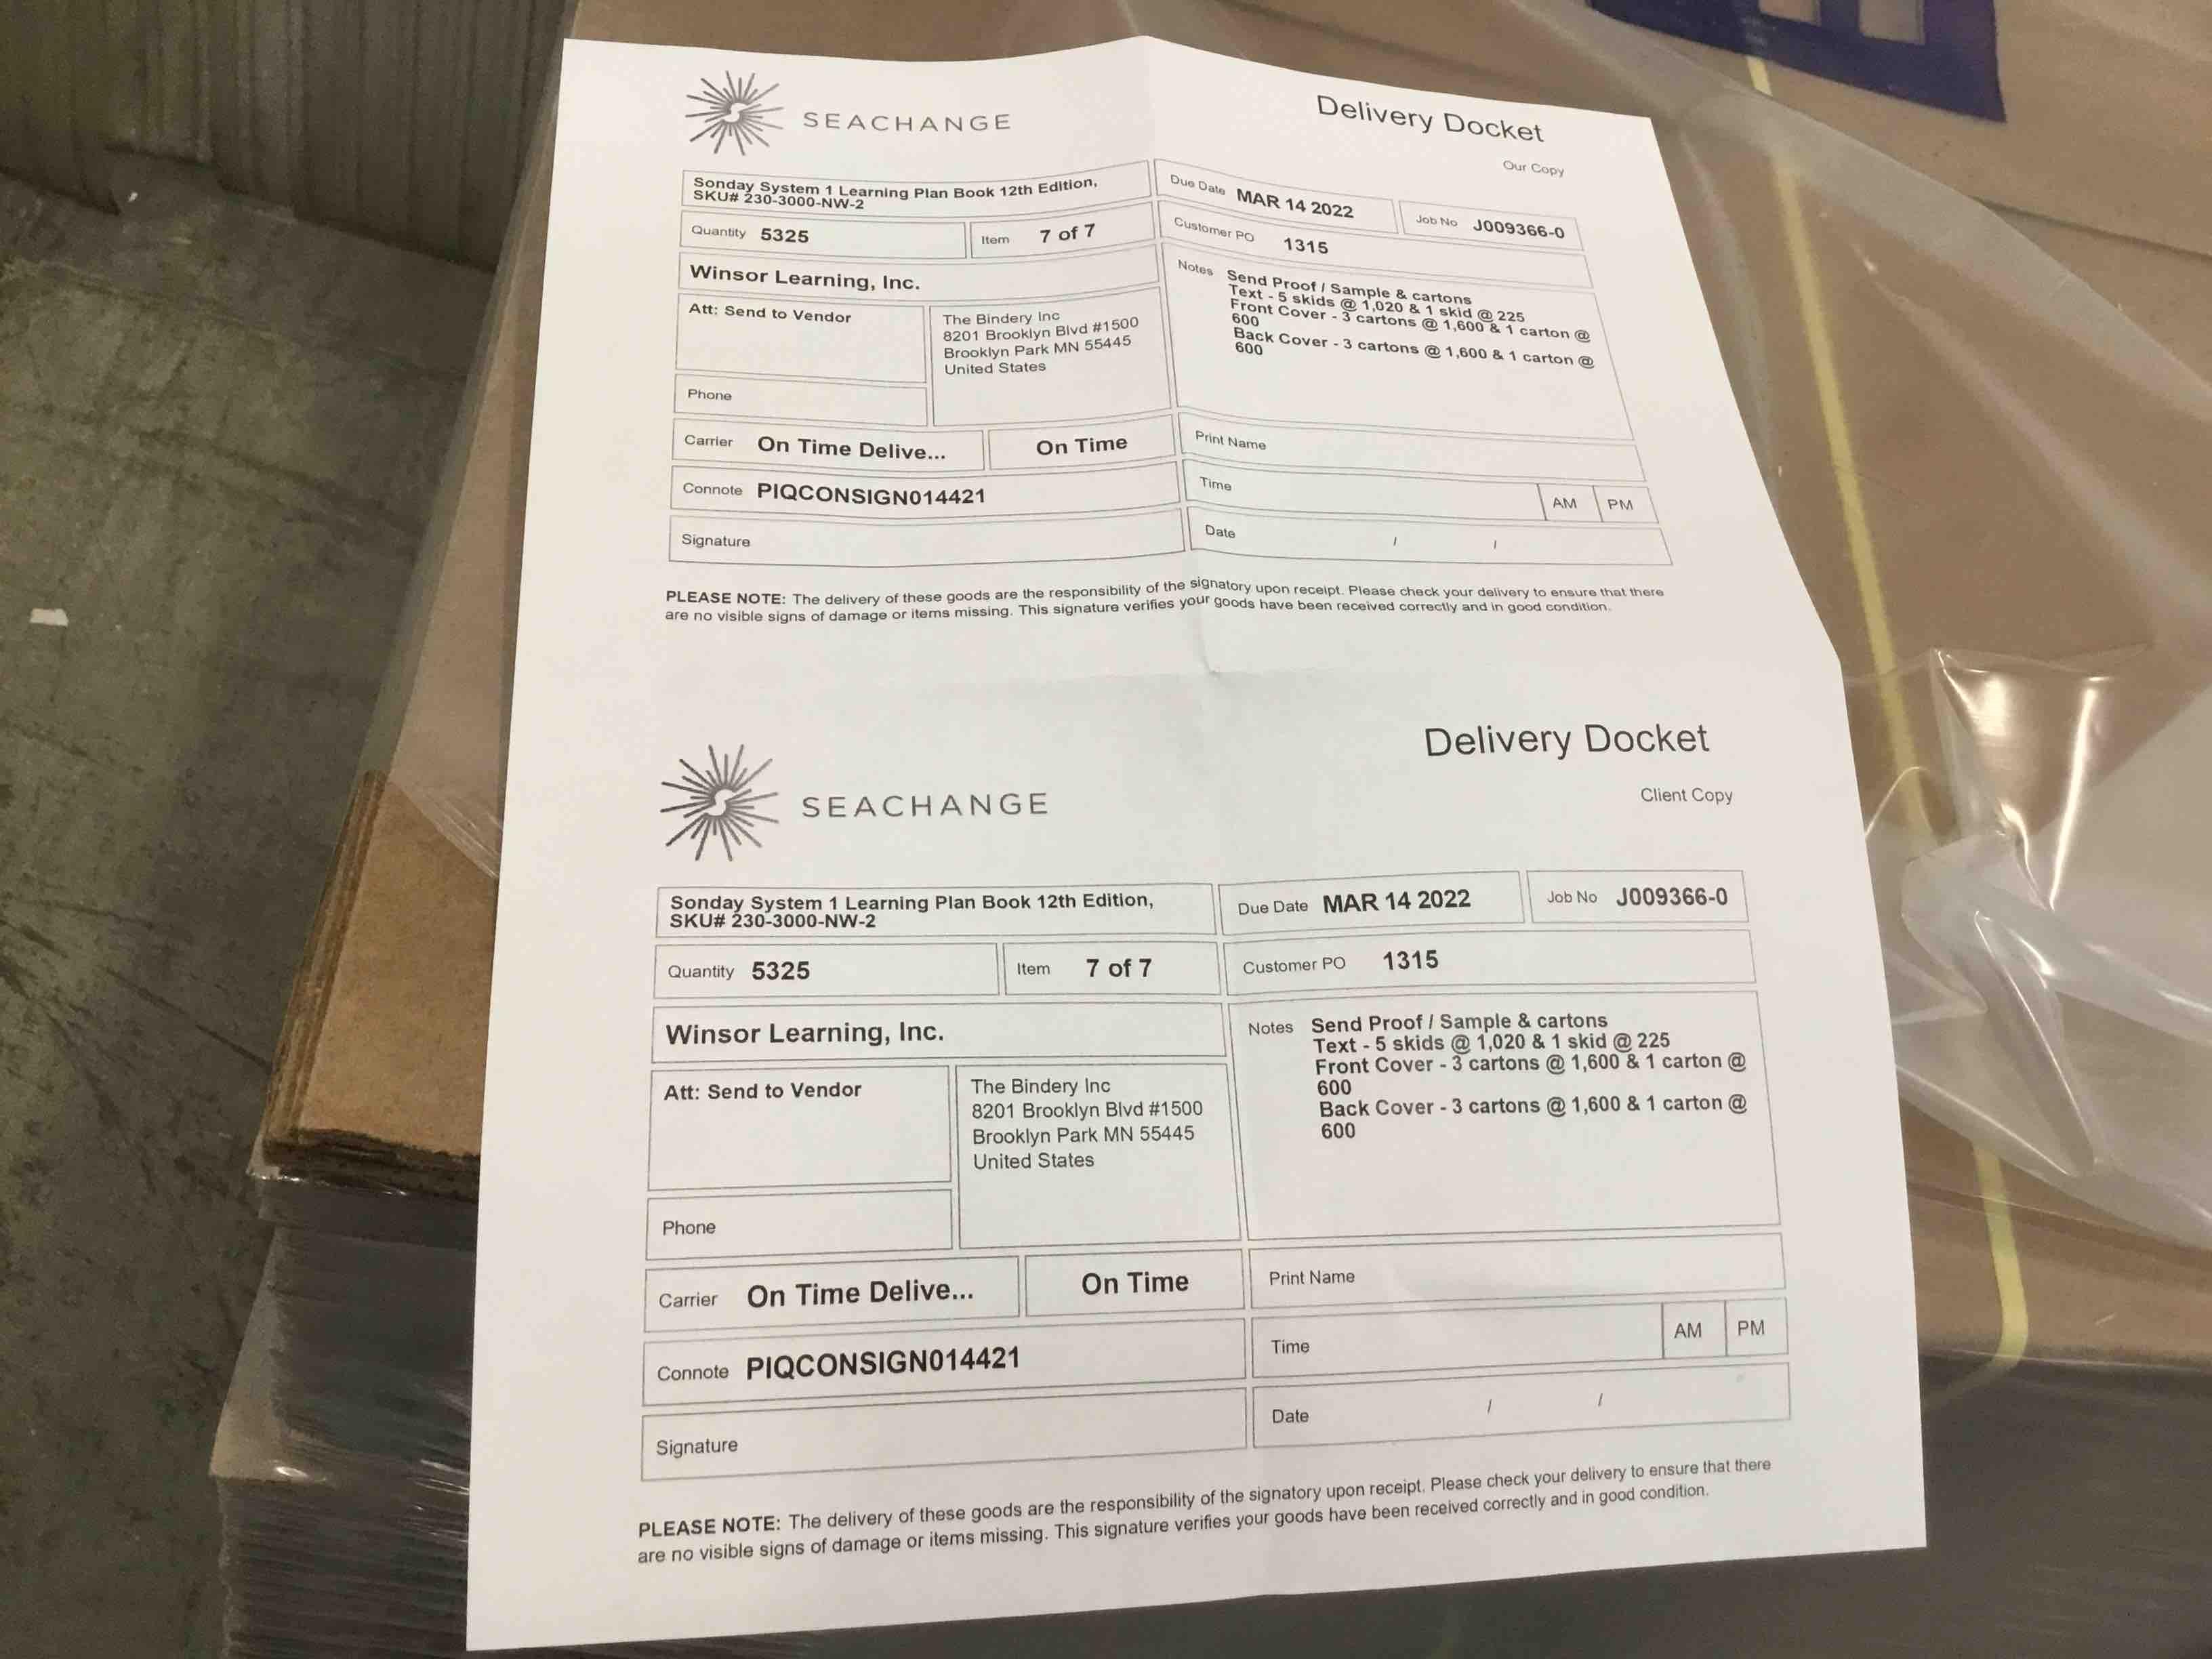 SEACHANGE
Delivery Docket
Our Copy
Sonday System 1 Learning Plan Book 12th Edition,
SKU# 230-3000-NW-2
Due Date MAR 14 2022
Job No J009366-0
Quantity 5325
Item 7 of 7
Customer PO 1315
Winsor Learning, Inc.
Notes Send Proof / Sample & cartons
Text - 5 skids @ 1,020 & 1 skid @ 225
Front Cover - 3 cartons @ 1,600 & 1 carton @
600
Back Cover - 3 cartons @ 1,600 & 1 carton @
600
Att: Send to Vendor
The Bindery Inc
8201 Brooklyn Blvd #1500
Brooklyn Park MN 55445
United States
Phone
Carrier On Time Delive...
On Time
Print Name
Connote PIQCONSIGN014421
Time
AM
PM
Signature
Date / /
PLEASE NOTE: The delivery of these goods are the responsibility of the signatory upon receipt. Please check your delivery to ensure that there
are no visible signs of damage or items missing. This signature verifies your goods have been received correctly and in good condition.
SEACHANGE
Delivery Docket
Client Copy
Sonday System 1 Learning Plan Book 12th Edition,
SKU# 230-3000-NW-2
Due Date MAR 14 2022
Job No J009366-0
Quantity 5325
Item 7 of 7
Customer PO 1315
Winsor Learning, Inc.
Notes Send Proof / Sample & cartons
Text - 5 skids @ 1,020 & 1 skid @ 225
Front Cover - 3 cartons @ 1,600 & 1 carton @
600
Back Cover - 3 cartons @ 1,600 & 1 carton @
600
Att: Send to Vendor
The Bindery Inc
8201 Brooklyn Blvd #1500
Brooklyn Park MN 55445
United States
Phone
Carrier On Time Delive...
On Time
Print Name
Connote PIQCONSIGN014421
Time
AM
PM
Signature
Date / /
PLEASE NOTE: The delivery of these goods are the responsibility of the signatory upon receipt. Please check your delivery to ensure that there
are no visible signs of damage or items missing. This signature verifies your goods have been received correctly and in good condition.